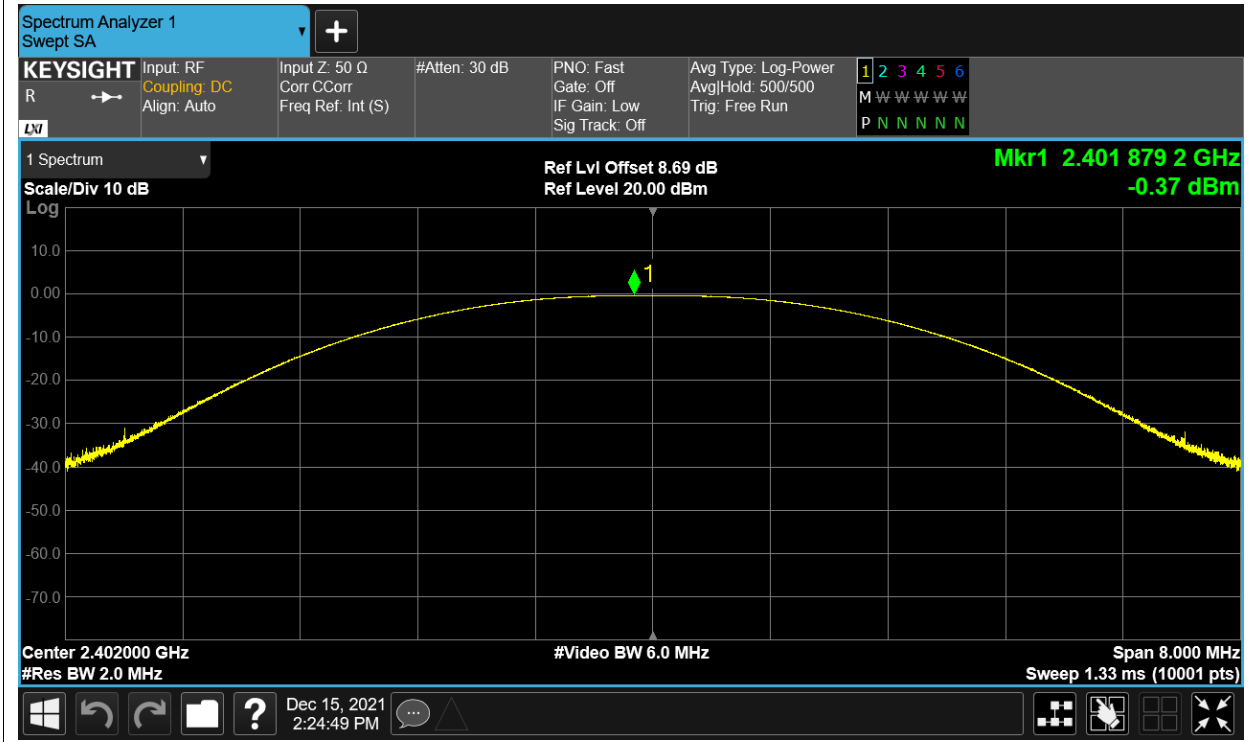 Spectrum Analyzer 1
Swept SA
KEYSIGHT
R
LXI
Input: RF
Coupling: DC
Align: Auto
Input Z: 50 Ω
Corr CCorr
Freq Ref: Int (S)
#Atten: 30 dB
PNO: Fast
Gate: Off
IF Gain: Low
Sig Track: Off
Avg Type: Log-Power
Avg|Hold: 500/500
Trig: Free Run
1 2 3 4 5 6
M W W W W W
P N N N N N
1 Spectrum
Scale/Div 10 dB
Log
Ref Lvl Offset 8.69 dB
Ref Level 20.00 dBm
Mkr1 2.401 879 2 GHz
-0.37 dBm
10.0
0.00
-10.0
-20.0
-30.0
-40.0
-50.0
-60.0
-70.0
1
Center 2.402000 GHz
#Res BW 2.0 MHz
#Video BW 6.0 MHz
Span 8.000 MHz
Sweep 1.33 ms (10001 pts)
?
Dec 15, 2021
2:24:49 PM